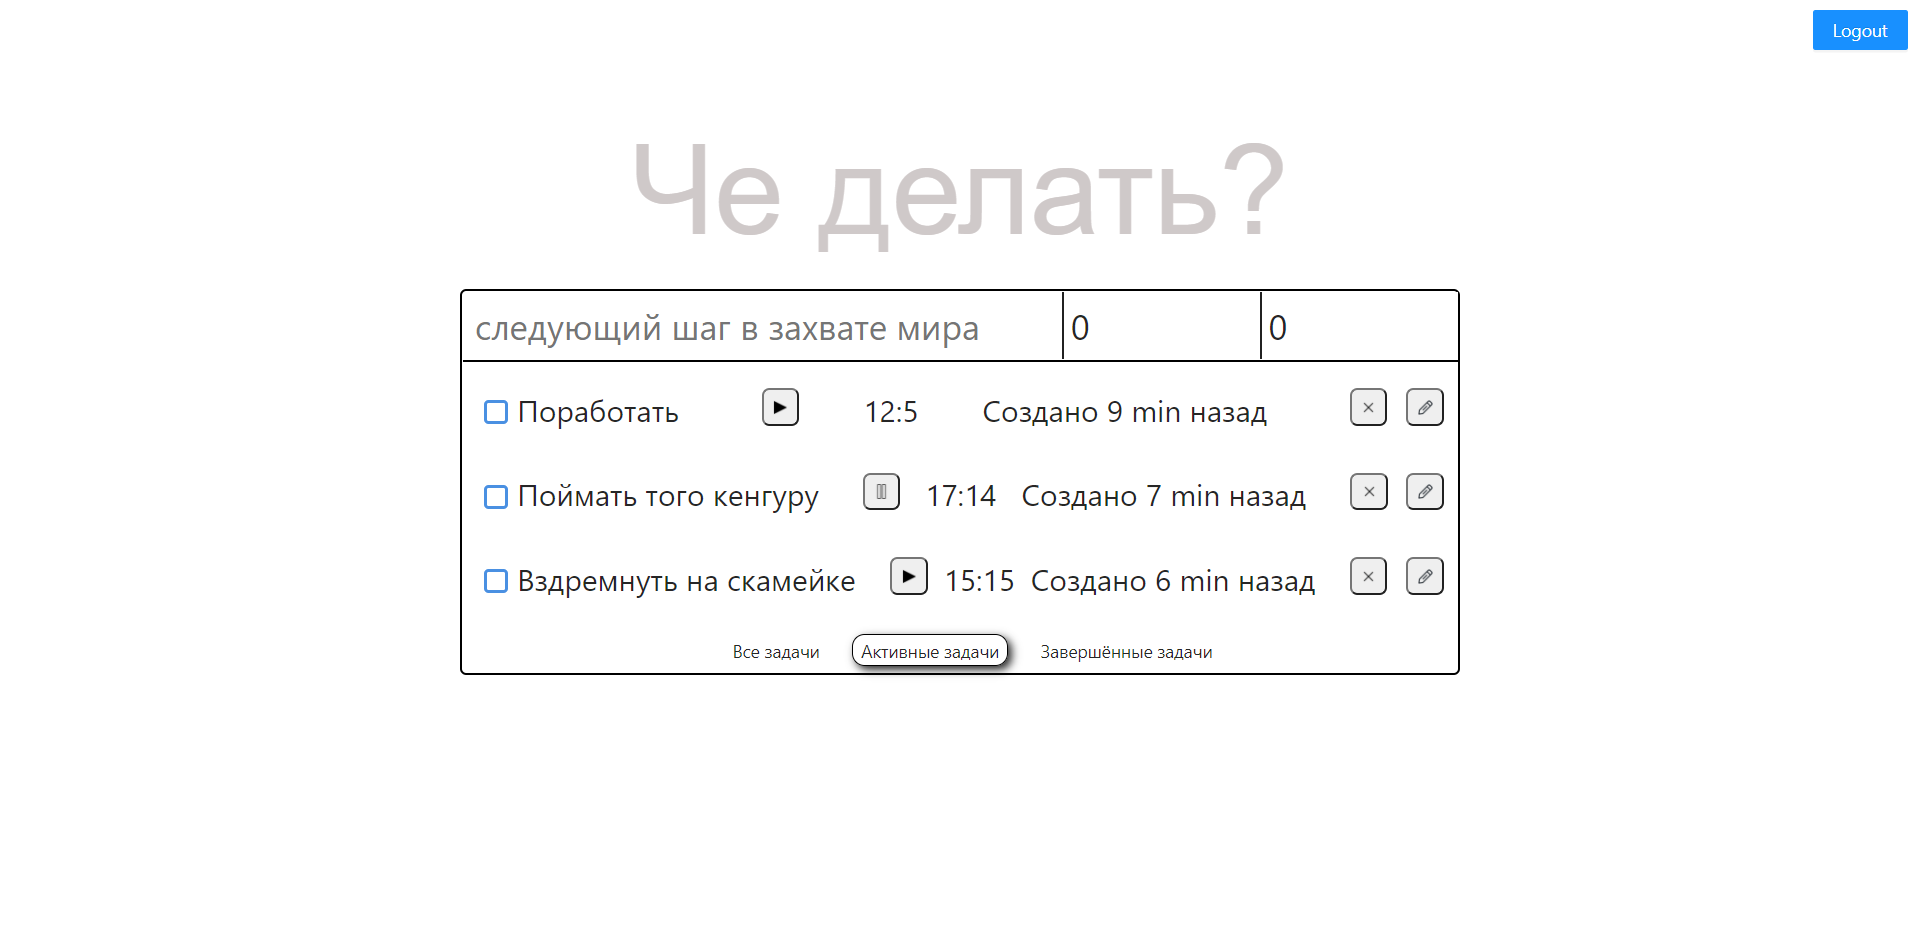 Logout
Че делать?
следующий шаг в захвате мира 0 0
Поработать 12:5 Создано 9 min назад
Поймать того кенгуру 17:14 Создано 7 min назад
Вздремнуть на скамейке 15:15 Создано 6 min назад
Все задачи Активные задачи Завершённые задачи